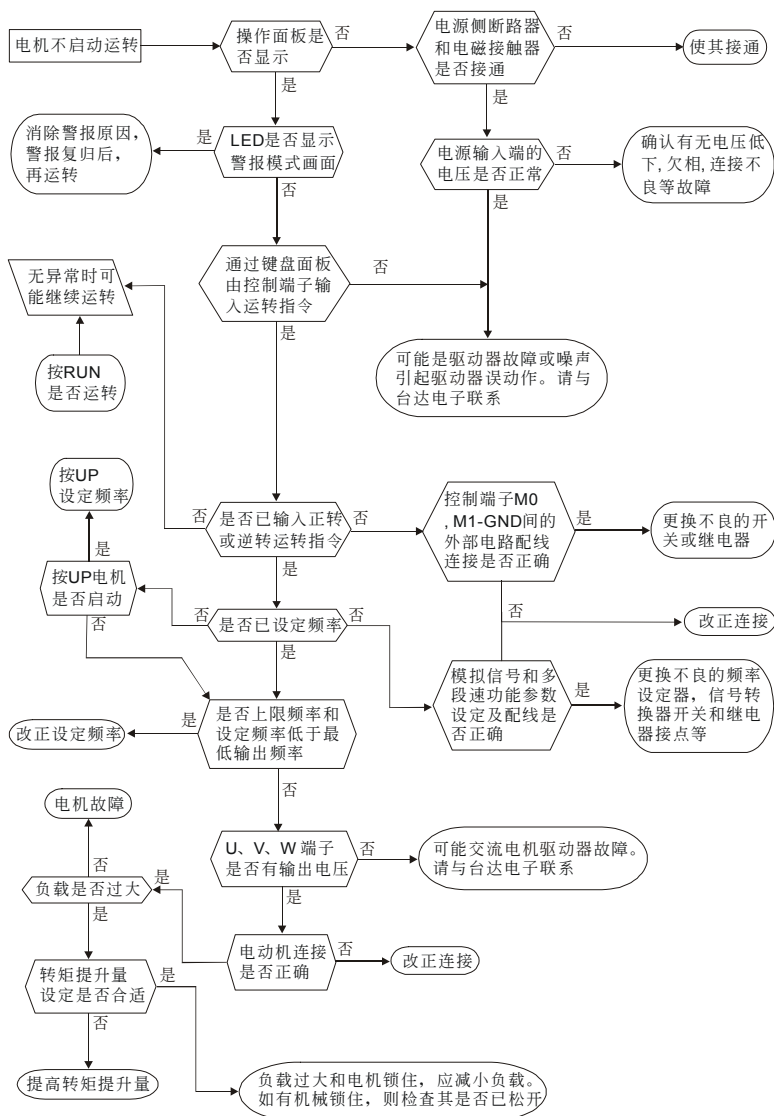 电机不启动运转
操作面板是
否显示
否
电源侧断路器
和电磁接触器
是否接通
否
使其接通
是
是
消除警报原因,
警报复归后,
再运转
是
LED是否显示
警报模式画面
电源输入端的
电压是否正常
否
确认有无电压低
下,欠相,连接不
良等故障
否
是
无异常时可
能继续运转
通过键盘面板
由控制端子输
入运转指令
否
是
按RUN
是否运转
可能是驱动器故障或噪声
引起驱动器误动作。请与
台达电子联系
按UP
设定频率
否
是否已输入正转
或逆转运转指令
否
控制端子M0
,M1-GND间的
外部电路配线
连接是否正确
是
更换不良的开
关或继电器
是
是
按UP电机
是否启动
否
是否已设定频率
否
否
改正连接
否
是
模拟信号和多
段速功能参数
设定及配线是
否正确
是
更换不良的频率
设定器，信号转
换器开关和继电
器接点等
改正设定频率
是
是否上限频率和
设定频率低于最
低输出频率
否
电机故障
U、V、W 端子
是否有输出电压
否
可能交流电机驱动器故障。
请与台达电子联系
否
负载是否过大
是
是
是
电动机连接
是否正确
否
改正连接
转矩提升量
设定是否合适
是
否
提高转矩提升量
负载过大和电机锁住，应减小负载。
如有机械锁住，则检查其是否已松开